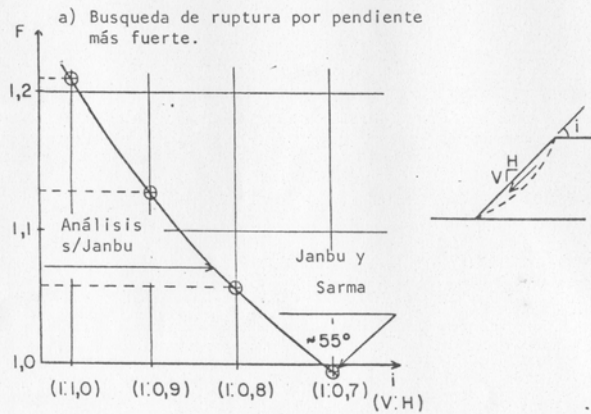 a) Busqueda de ruptura por pendiente
más fuerte.
F
1,2
1,1
1,0
Análisis
s/Janbu
Janbu y
Sarma
≈55°
(1:1,0) (1:0,9) (1:0,8) (1:0,7) i
(V:H)
i
H
V